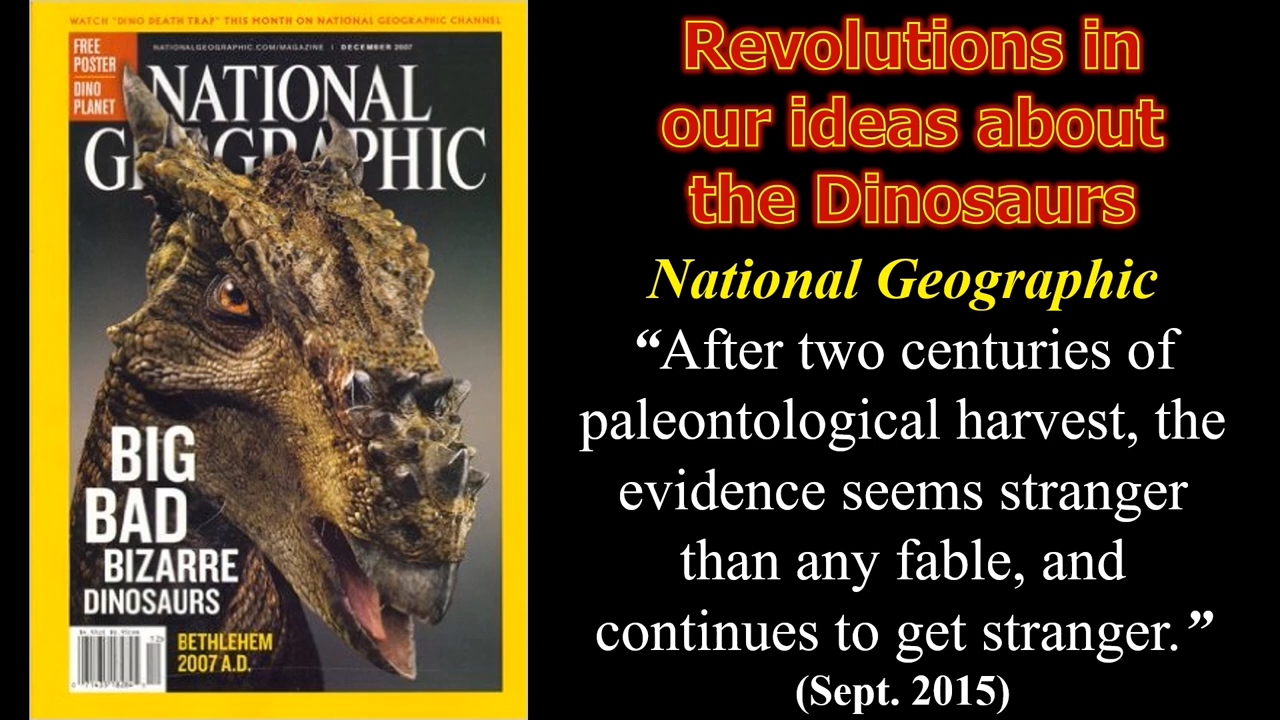 WATCH "DINO DEATH TRAP" THIS MONTH ON NATIONAL GEOGRAPHIC CHANNEL
FREE
POSTER
DINO
PLANET
NATIONALGEOGRAPHIC.COM/MAGAZINE | DECEMBER 2007
NATIONAL
GEOGRAPHIC
BIG
BAD
BIZARRE
DINOSAURS
BETHLEHEM
2007 A.D.
Revolutions in
our ideas about
the Dinosaurs
National Geographic
“After two centuries of
paleontological harvest, the
evidence seems stranger
than any fable, and
continues to get stranger.”
(Sept. 2015)